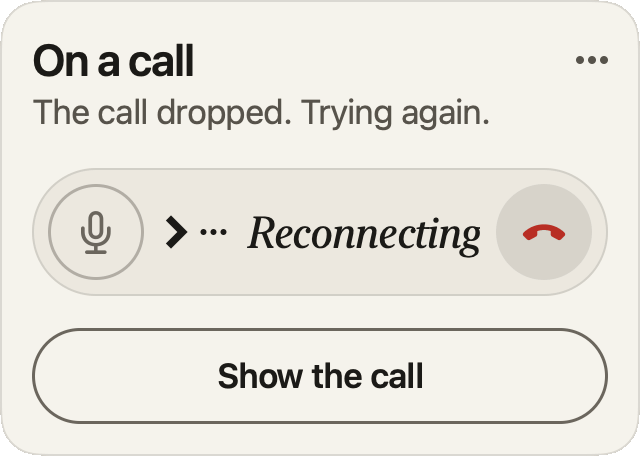 On a call
The call dropped. Trying again.
Reconnecting
Show the call